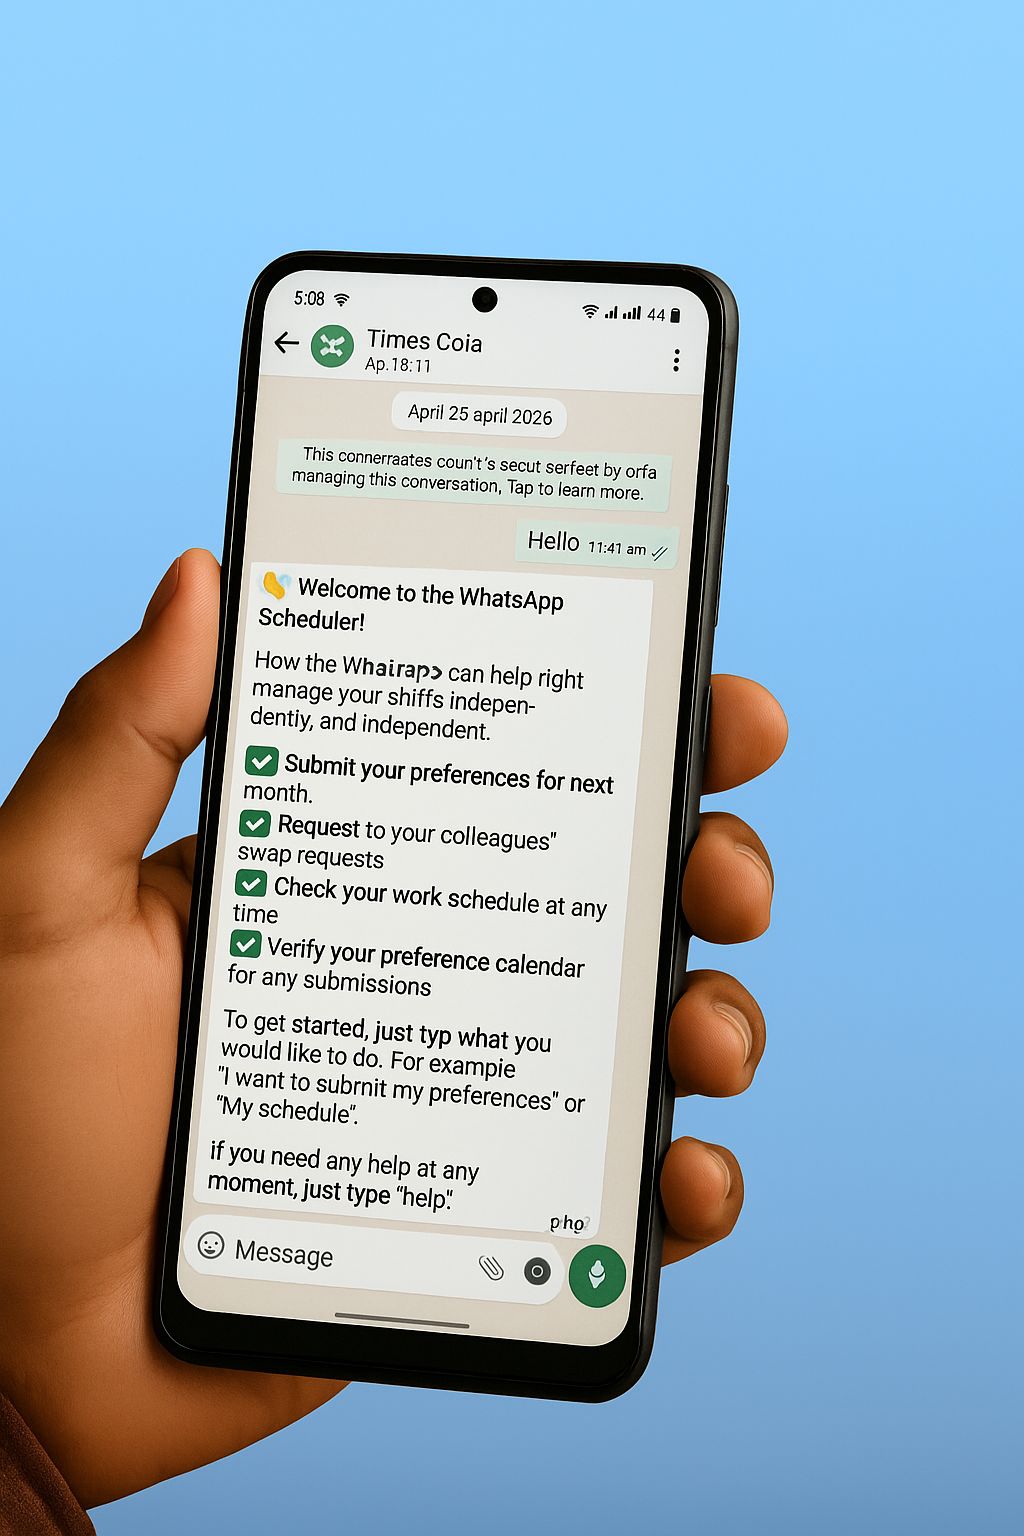 5:08 44
Times Coia
Ap.18:11
April 25 april 2026
This connerraates coun't's secut serfeet by orfa
managing this conversation, Tap to learn more.
Hello 11:41 am
Welcome to the WhatsApp
Scheduler!
How the Whairapp can help right
manage your shiffs indepen-
dentiy, and independent.
Submit your preferences for next
month.
Request to your colleagues"
swap requests
Check your work schedule at any
time
Verify your preference calendar
for any submissions
To get started, just typ what you
would like to do. For exampie
"I want to subrnit my preferences" or
"My schedule".
if you need any help at any
moment, just type "help".
Message